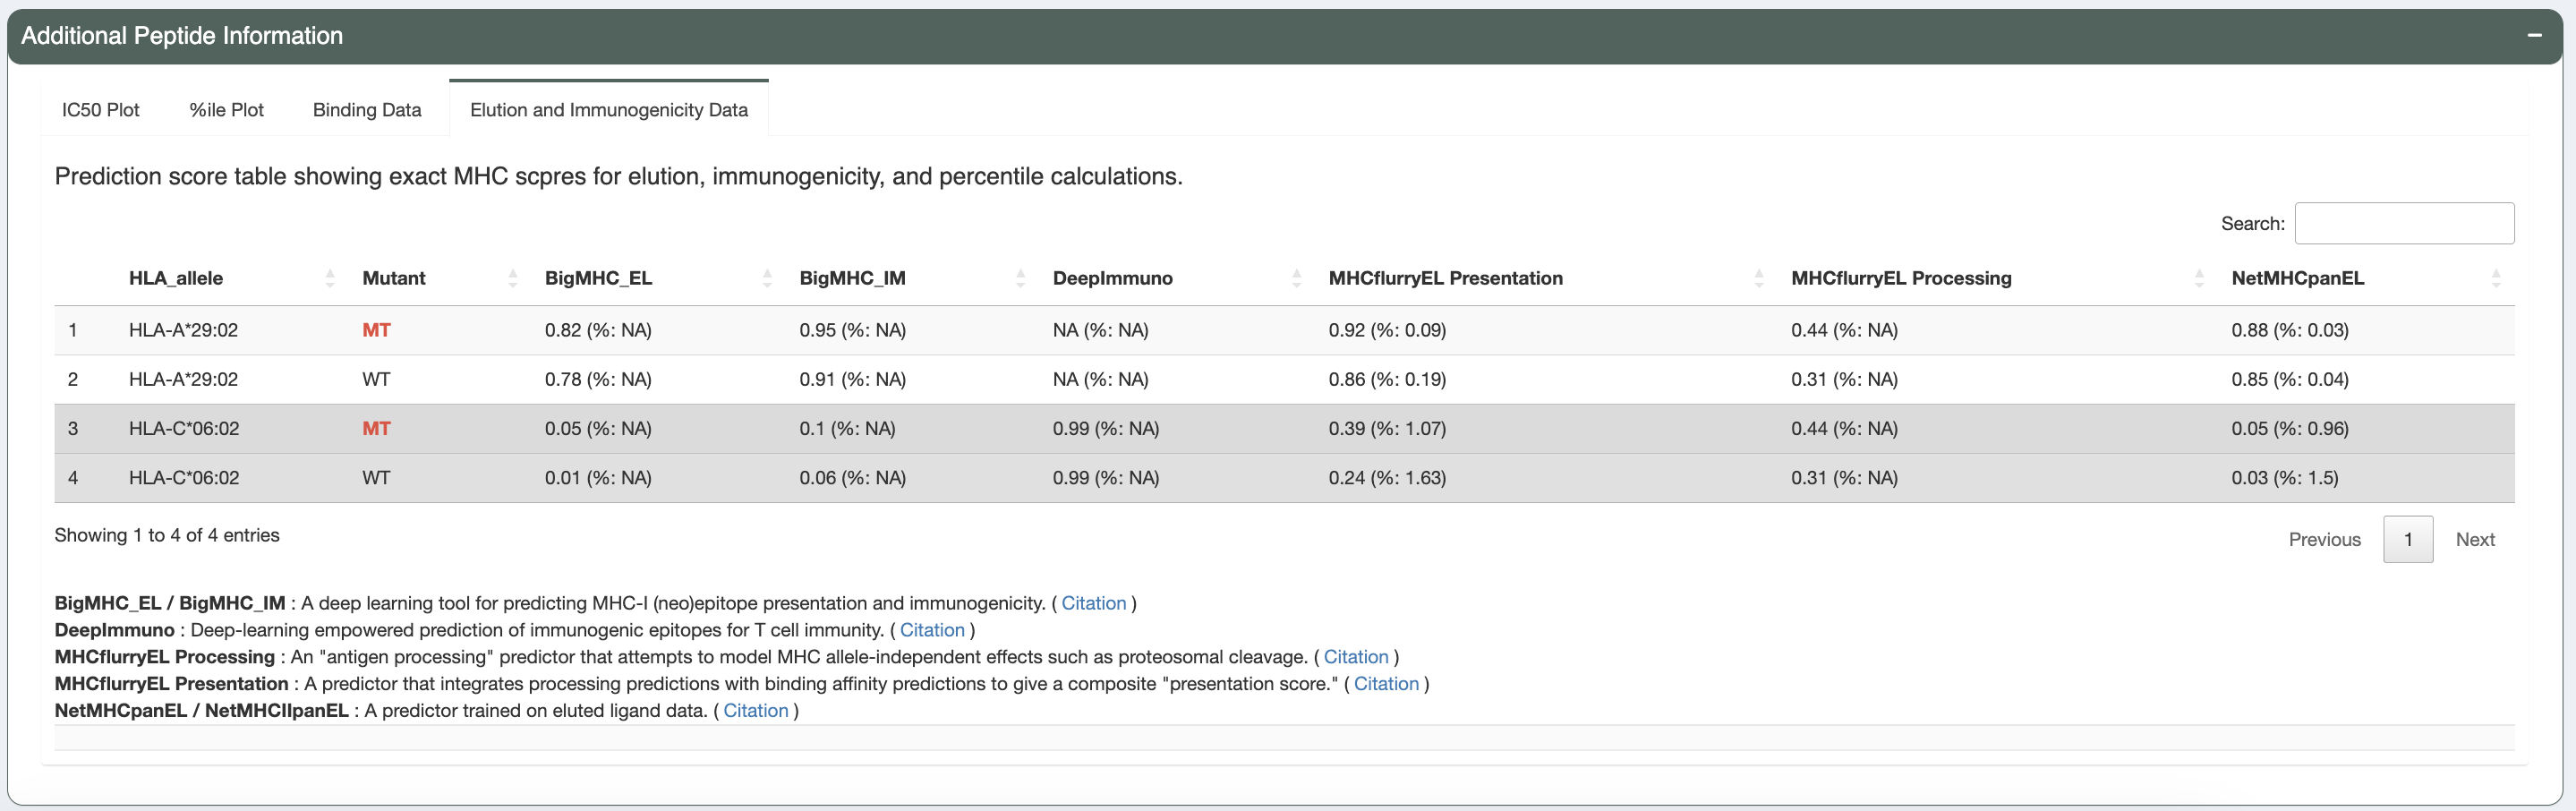 Additional Peptide Information
IC50 Plot %ile Plot Binding Data Elution and Immunogenicity Data
Prediction score table showing exact MHC scpres for elution, immunogenicity, and percentile calculations.
Search:
HLA_allele Mutant BigMHC_EL BigMHC_IM DeepImmuno MHCflurryEL Presentation MHCflurryEL Processing NetMHCpanEL
1 HLA-A*29:02 MT 0.82 (%: NA) 0.95 (%: NA) NA (%: NA) 0.92 (%: 0.09) 0.44 (%: NA) 0.88 (%: 0.03)
2 HLA-A*29:02 WT 0.78 (%: NA) 0.91 (%: NA) NA (%: NA) 0.86 (%: 0.19) 0.31 (%: NA) 0.85 (%: 0.04)
3 HLA-C*06:02 MT 0.05 (%: NA) 0.1 (%: NA) 0.99 (%: NA) 0.39 (%: 1.07) 0.44 (%: NA) 0.05 (%: 0.96)
4 HLA-C*06:02 WT 0.01 (%: NA) 0.06 (%: NA) 0.99 (%: NA) 0.24 (%: 1.63) 0.31 (%: NA) 0.03 (%: 1.5)
Showing 1 to 4 of 4 entries
Previous 1 Next
BigMHC_EL / BigMHC_IM : A deep learning tool for predicting MHC-I (neo)epitope presentation and immunogenicity. ( Citation )
DeepImmuno : Deep-learning empowered prediction of immunogenic epitopes for T cell immunity. ( Citation )
MHCflurryEL Processing : An "antigen processing" predictor that attempts to model MHC allele-independent effects such as proteosomal cleavage. ( Citation )
MHCflurryEL Presentation : A predictor that integrates processing predictions with binding affinity predictions to give a composite "presentation score." ( Citation )
NetMHCpanEL / NetMHCIIpanEL : A predictor trained on eluted ligand data. ( Citation )